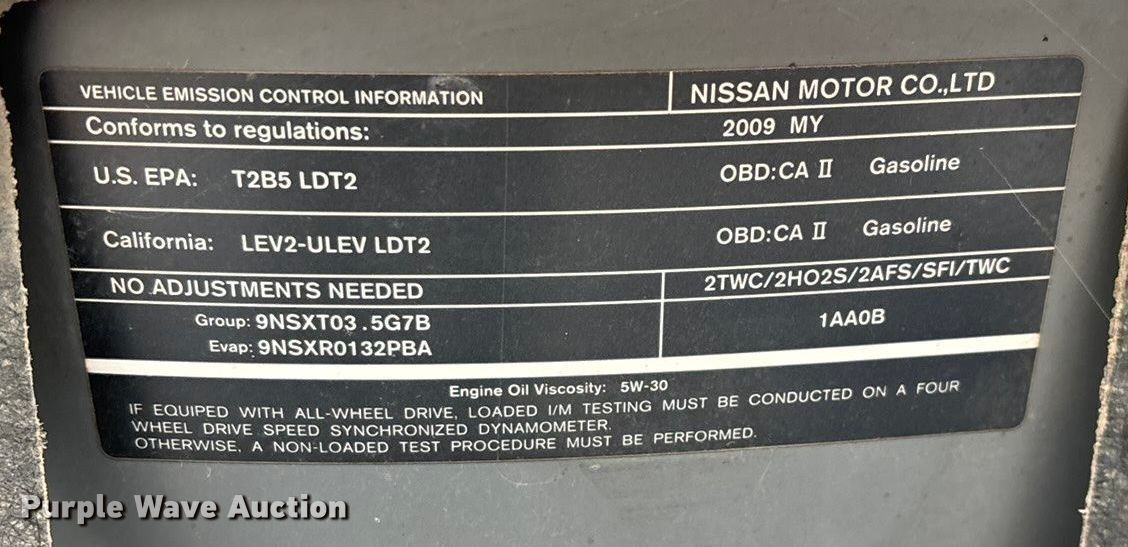 VEHICLE EMISSION CONTROL INFORMATION NISSAN MOTOR CO.,LTD
Conforms to regulations: 2009 MY
U.S. EPA: T2B5 LDT2 OBD:CA II Gasoline
California: LEV2-ULEV LDT2 OBD:CA II Gasoline
NO ADJUSTMENTS NEEDED 2TWC/2HO2S/2AFS/SFI/TWC
Group: 9NSXT03.5G7B 1AA0B
Evap: 9NSXR0132PBA
Engine Oil Viscosity: 5W-30
IF EQUIPED WITH ALL-WHEEL DRIVE, LOADED I/M TESTING MUST BE CONDUCTED ON A FOUR
WHEEL DRIVE SPEED SYNCHRONIZED DYNAMOMETER.
OTHERWISE, A NON-LOADED TEST PROCEDURE MUST BE PERFORMED.
Purple Wave Auction